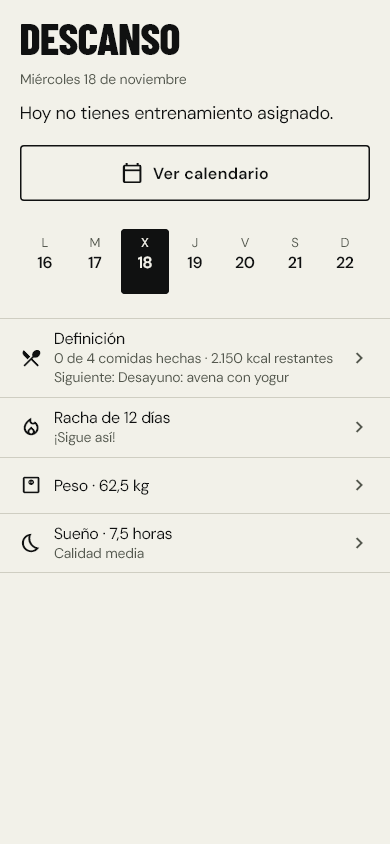 DESCANSO
Miércoles 18 de noviembre
Hoy no tienes entrenamiento asignado.
Ver calendario
L M X J V S D
16 17 18 19 20 21 22
Definición
0 de 4 comidas hechas · 2.150 kcal restantes
Siguiente: Desayuno: avena con yogur
Racha de 12 días
¡Sigue así!
Peso · 62,5 kg
Sueño · 7,5 horas
Calidad media